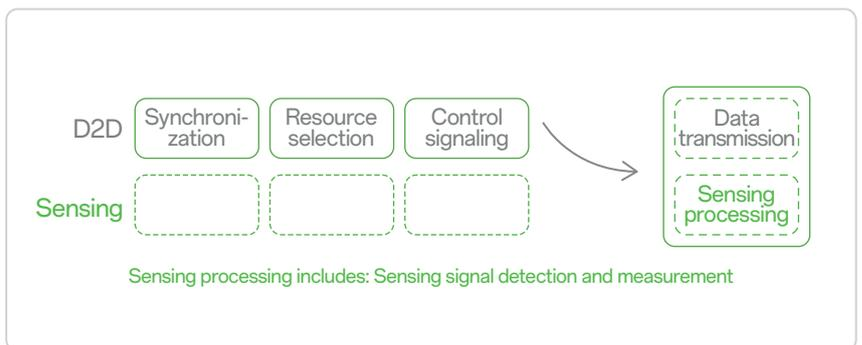 D2D
Synchroni-
zation
Resource
selection
Control
signaling
Data
transmission
Sensing
Sensing
processing
Sensing processing includes: Sensing signal detection and measurement